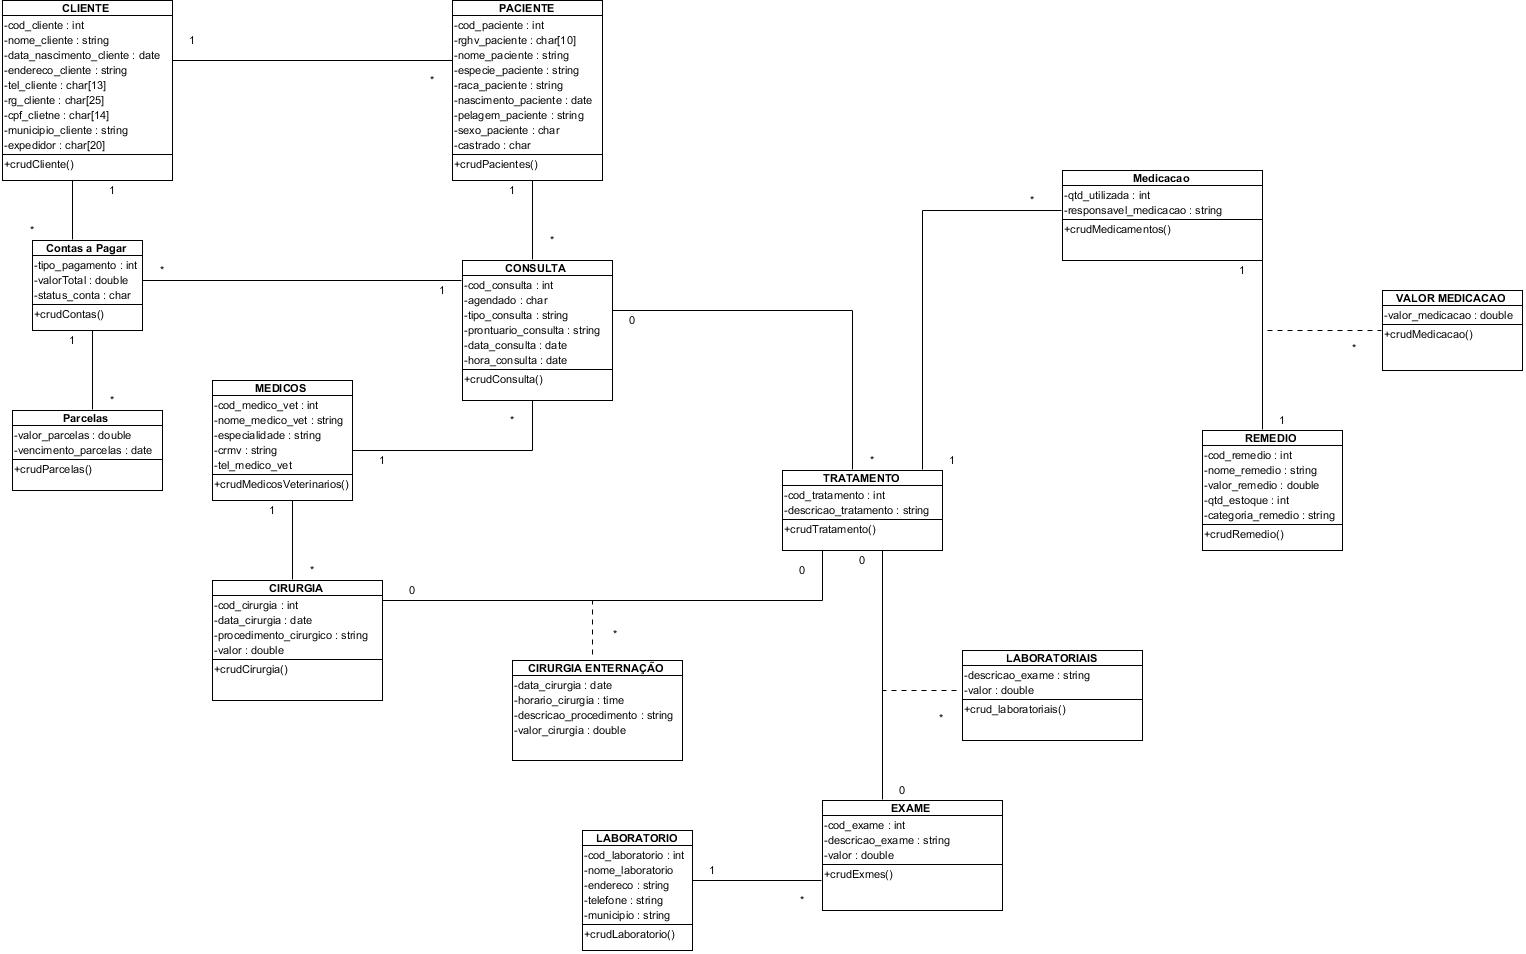 CLIENTE
-cod_cliente : int
-nome_cliente : string
-data_nascimento_cliente : date
-endereco_cliente : string
-tel_cliente : char[13]
-rg_cliente : char[25]
-cpf_clietne : char[14]
-municipio_cliente : string
-expedidor : char[20]
+crudCliente()
1
*
PACIENTE
-cod_paciente : int
-rghv_paciente : char[10]
-nome_paciente : string
-especie_paciente : string
-raca_paciente : string
-nascimento_paciente : date
-pelagem_paciente : string
-sexo_paciente : char
-castrado : char
+crudPacientes()
1
*
1
*
Contas a Pagar
-tipo_pagamento : int
-valorTotal : double
-status_conta : char
+crudContas()
*
1
1
*
Parcelas
-valor_parcelas : double
-vencimento_parcelas : date
+crudParcelas()
CONSULTA
-cod_consulta : int
-agendado : char
-tipo_consulta : string
-prontuario_consulta : string
-data_consulta : date
-hora_consulta : date
+crudConsulta()
0
*
*
1
MEDICOS
-cod_medico_vet : int
-nome_medico_vet : string
-especialidade : string
-crmv : string
-tel_medico_vet
+crudMedicosVeterinarios()
1
*
CIRURGIA
-cod_cirurgia : int
-data_cirurgia : date
-procedimento_cirurgico : string
-valor : double
+crudCirurgia()
0
0
*
CIRURGIA ENTERNAÇÃO
-data_cirurgia : date
-horario_cirurgia : time
-descricao_procedimento : string
-valor_cirurgia : double
Medicacao
-qtd_utilizada : int
-responsavel_medicacao : string
+crudMedicamentos()
*
1
1
1
VALOR MEDICACAO
-valor_medicacao : double
+crudMedicacao()
*
REMEDIO
-cod_remedio : int
-nome_remedio : string
-valor_remedio : double
-qtd_estoque : int
-categoria_remedio : string
+crudRemedio()
TRATAMENTO
-cod_tratamento : int
-descricao_tratamento : string
+crudTratamento()
0
0
LABORATORIAIS
-descricao_exame : string
-valor : double
+crud_laboratoriais()
*
EXAME
-cod_exame : int
-descricao_exame : string
-valor : double
+crudExmes()
1
*
LABORATORIO
-cod_laboratorio : int
-nome_laboratorio
-endereco : string
-telefone : string
-municipio : string
+crudLaboratorio()